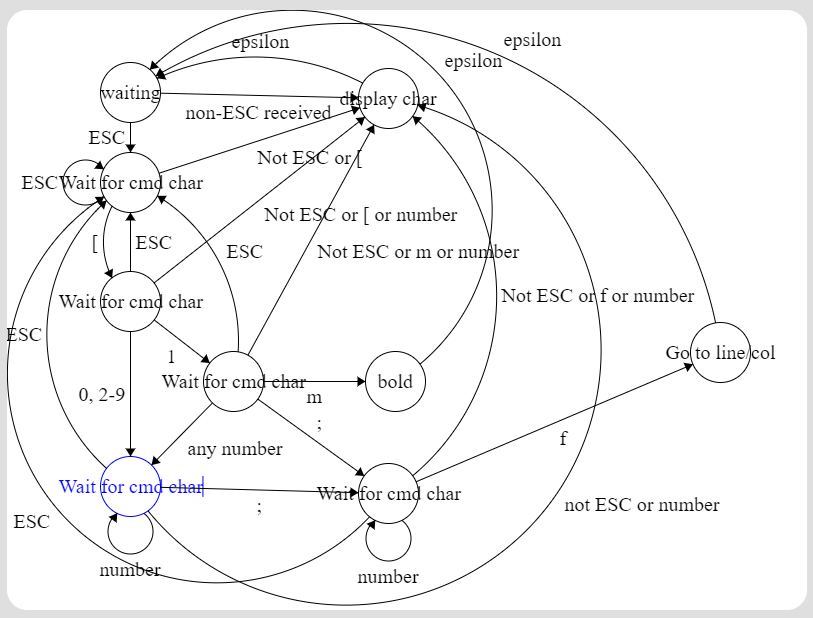 epsilon
epsilon
epsilon
waiting
display char
non-ESC received
ESC
Not ESC or [
ESC
Wait for cmd char
Not ESC or [ or number
[
ESC
ESC
Not ESC or m or number
Wait for cmd char
Not ESC or f or number
ESC
1
Go to line/col
Wait for cmd char
bold
0, 2-9
m
;
any number
f
Wait for cmd char
Wait for cmd char
;
not ESC or number
ESC
number
number